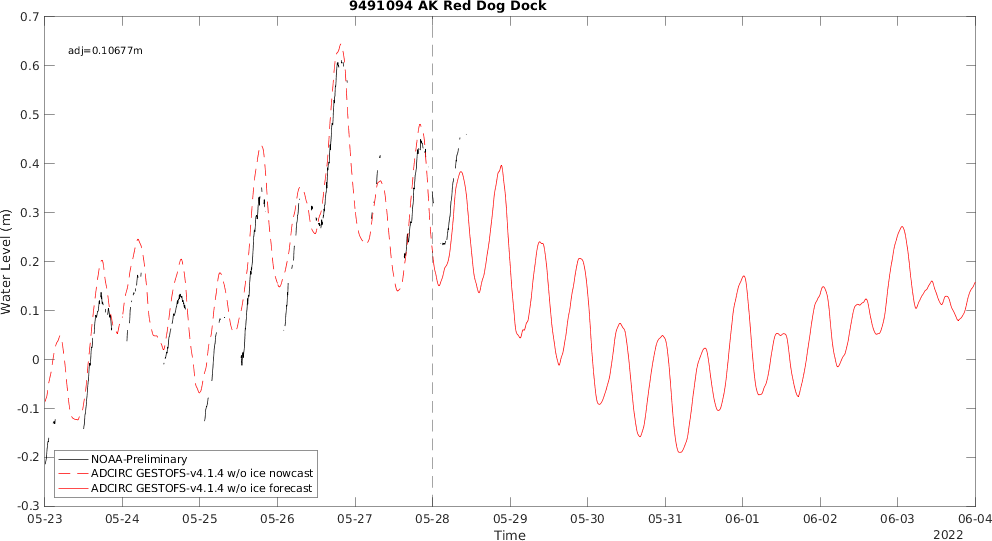 9491094 AK Red Dog Dock
0.7
adj=0.10677m
0.6
0.5
0.4
0.3
0.2
0.1
0
-0.1
-0.2
-0.3
Water Level (m)
NOAA-Preliminary
ADCIRC GESTOFS-v4.1.4 w/o ice nowcast
ADCIRC GESTOFS-v4.1.4 w/o ice forecast
05-23 05-24 05-25 05-26 05-27 05-28 05-29 05-30 05-31 06-01 06-02 06-03 06-04
Time
2022